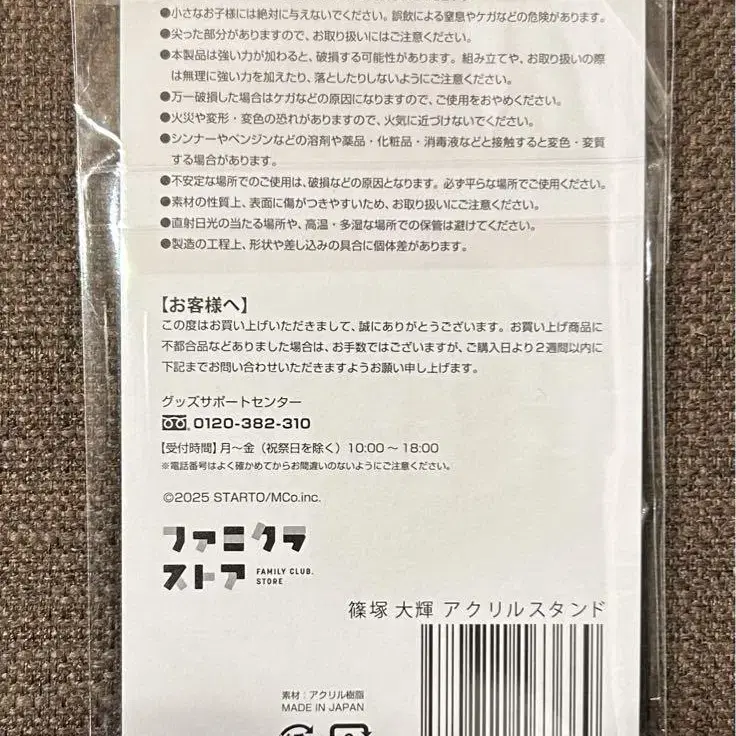 ●小さなお子様には絶対に与えないでください。誤飲による窒息やケガなどの危険があります。
●尖った部分がありますので、お取り扱いにはご注意ください。
●本製品は強い力が加わると、破損する可能性があります。組み立てや、お取り扱いの際
は無理に強い力を加えたり、落としたりしないようにご注意ください。
●万一破損した場合はケガなどの原因になりますので、ご使用をおやめください。
●火災や変形・変色の恐れがありますので、火気に近づけないでください。
●シンナーやベンジンなどの溶剤や薬品・化粧品・消毒液などと接触すると変色・変質
する場合があります。
●不安定な場所でのご使用は、破損などの原因となります。必ず平らな場所でご使用ください。
●素材の性質上、表面に傷がつきやすいため、お取り扱いにご注意ください。
●直射日光の当たる場所や、高温・多湿な場所での保管は避けてください。
●製造の工程上、形状や差し込みの具合に個体差があります。
【お客様へ】
この度はお買い上げいただきまして、誠にありがとうございます。お買い上げ商品に
不都合品などありました場合は、お手数ではございますが、ご購入日より2週間以内に
下記までお問い合わせいただきますようお願い申し上げます。
グッズサポートセンター
0120-382-310
【受付時間】月～金（祝祭日を除く）10:00～18:00
※電話番号はよく確かめてからお間違いのないようにご注意ください。
©2025 STARTO/MCo.inc.
ファミクラ
ストア FAMILY CLUB. STORE
篠塚 大輝 アクリルスタンド
素材：アクリル樹脂
MADE IN JAPAN